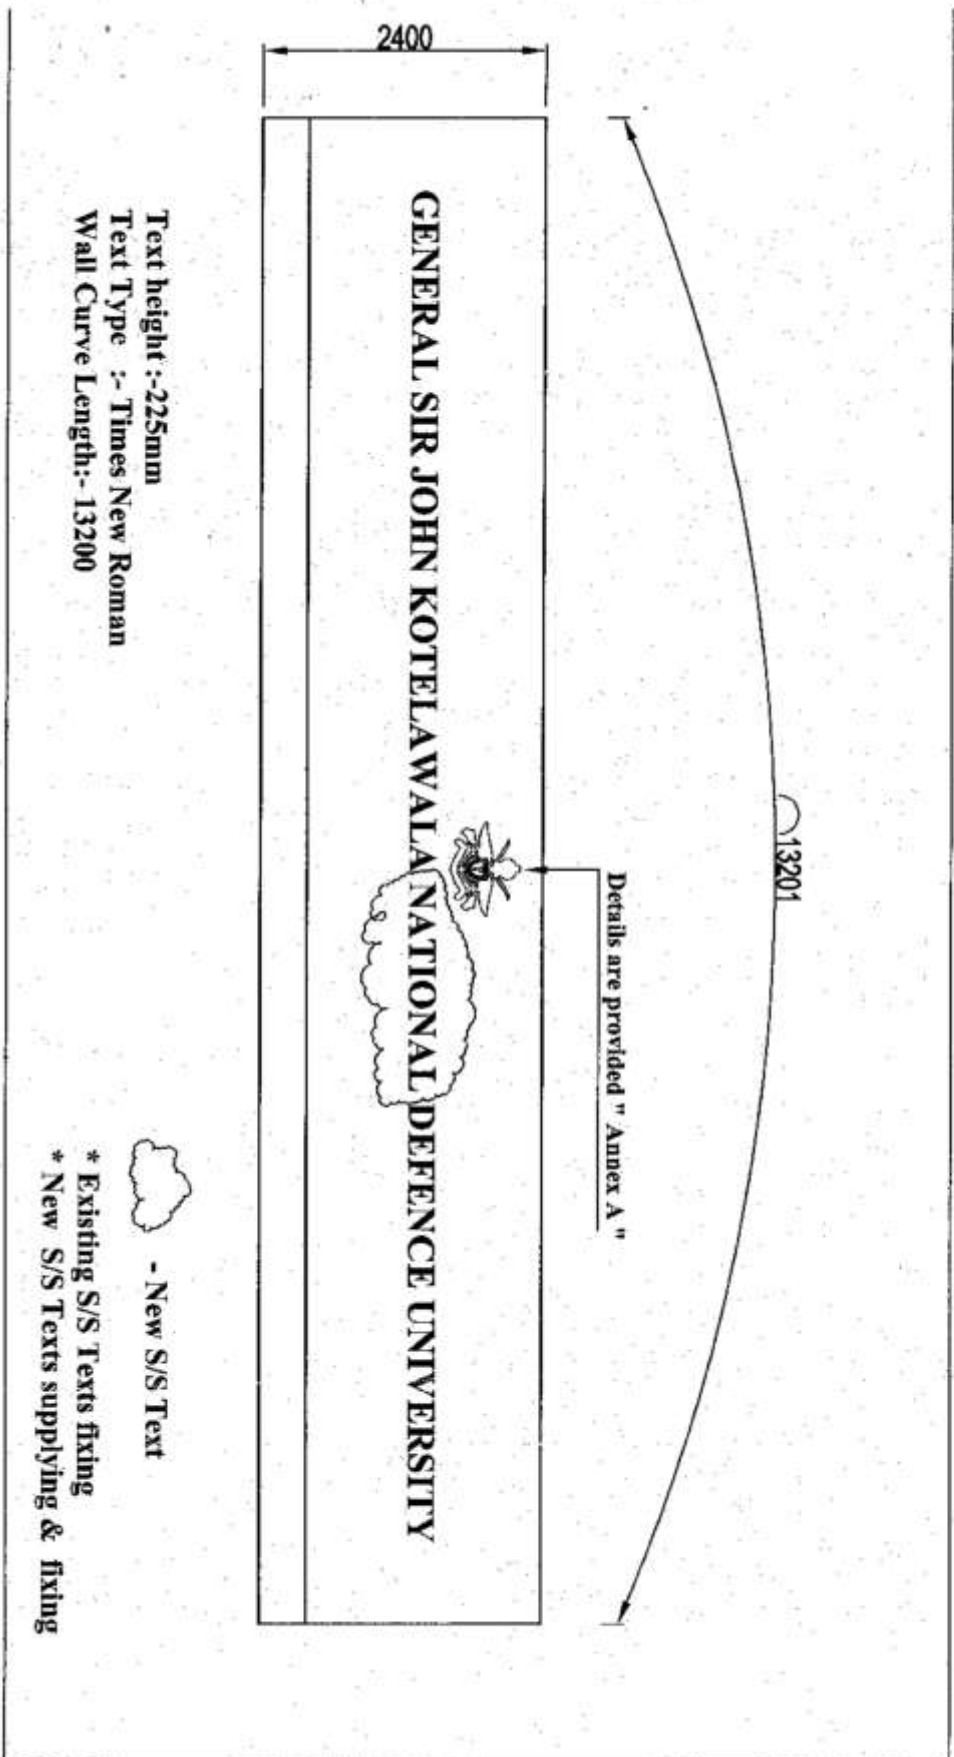 13201
Details are provided " Annex A "
2400
GENERAL SIR JOHN KOTELAWALA NATIONAL DEFENCE UNIVERSITY
Text height :-225mm
Text Type :- Times New Roman
Wall Curve Length:- 13200
- New S/S Text
* Existing S/S Texts fixing
* New S/S Texts supplying & fixing